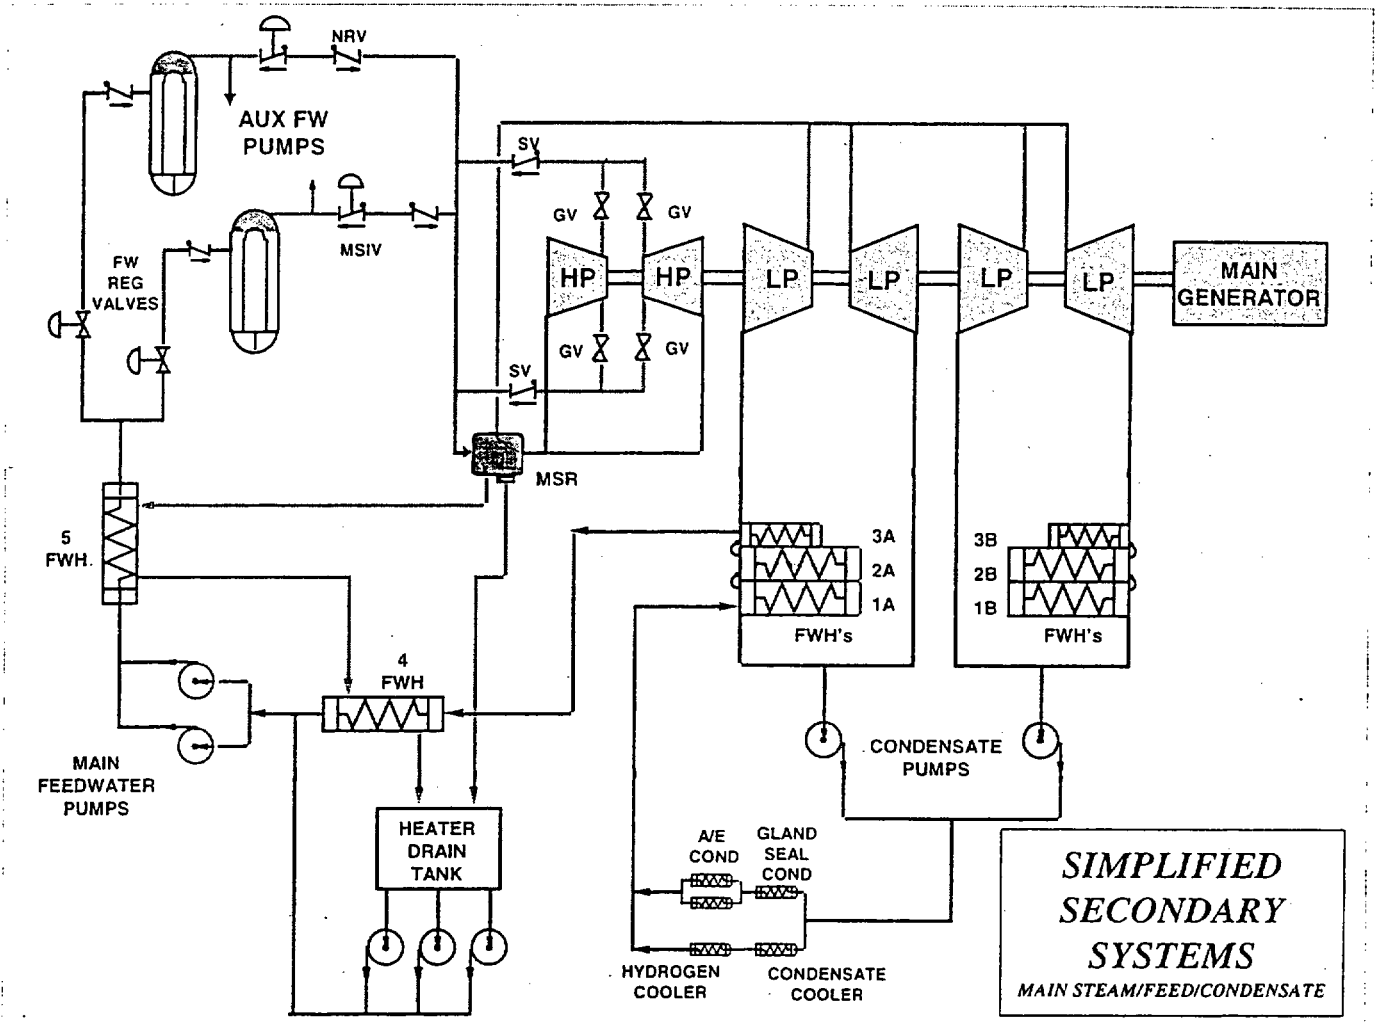 NRV
AUX FW
PUMPS
SV
GV
GV
MSIV
FW
REG
VALVES
HP
HP
LP
LP
LP
LP
MAIN
GENERATOR
GV
GV
SV
MSR
5
FWH.
3A
2A
1A
FWH's
3B
2B
1B
FWH's
4
FWH
MAIN
FEEDWATER
PUMPS
CONDENSATE
PUMPS
HEATER
DRAIN
TANK
A/E
COND
GLAND
SEAL
COND
HYDROGEN
COOLER
CONDENSATE
COOLER
SIMPLIFIED
SECONDARY
SYSTEMS
MAIN STEAM/FEED/CONDENSATE